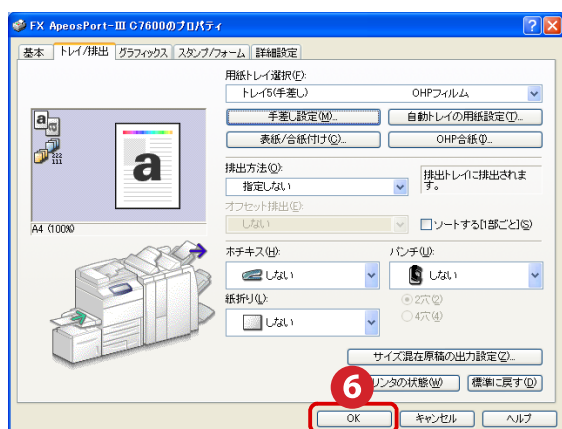 FX ApeosPort-III C7600のプロパティ
基本 トレイ/排出 グラフィックス スタンプ/フォーム 詳細設定
用紙トレイ選択(F):
トレイ5(手差し) OHPフィルム
手差し設定(M)... 自動トレイの用紙設定(T)...
表紙/合紙付け(C)... OHP合紙(I)...
a
222
111
a
A4 (100%)
排出方法(O):
指定しない
排出トレイに排出されま
す。
オフセット排出(E):
しない
ソートする[1部ごと](S)
ホチキス(H): パンチ(U):
しない しない
紙折り(L):
しない
2穴(2)
4穴(4)
サイズ混在原稿の出力設定(Z)...
6
リンタの状態(W) 標準に戻す(D)
OK キャンセル ヘルプ